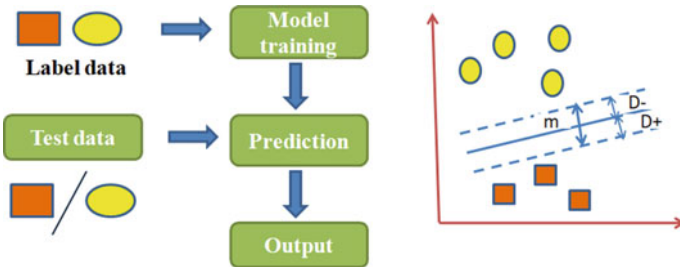 Model
training
Label data
Test data
Prediction
Output
m
D-
D+